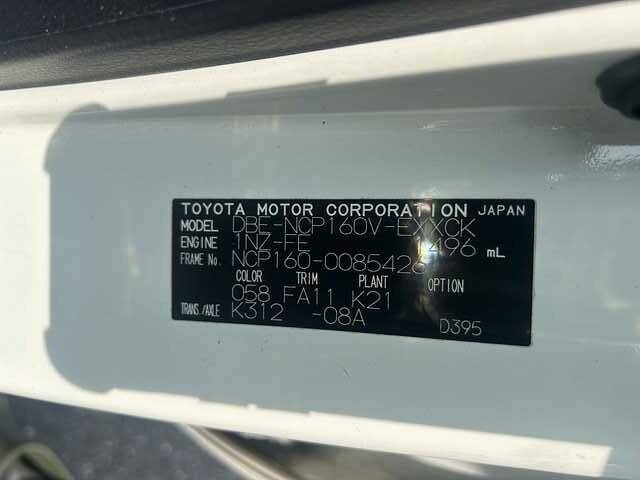 TOYOTA MOTOR CORPORATION JAPAN
MODEL DBE-NCP160V-EXXCK
ENGINE 1NZ-FE 1496 mL
FRAME No. NCP160-0085426
COLOR TRIM PLANT OPTION
058 FA11 K21
TRANS./AXLE K312 -08A
D395